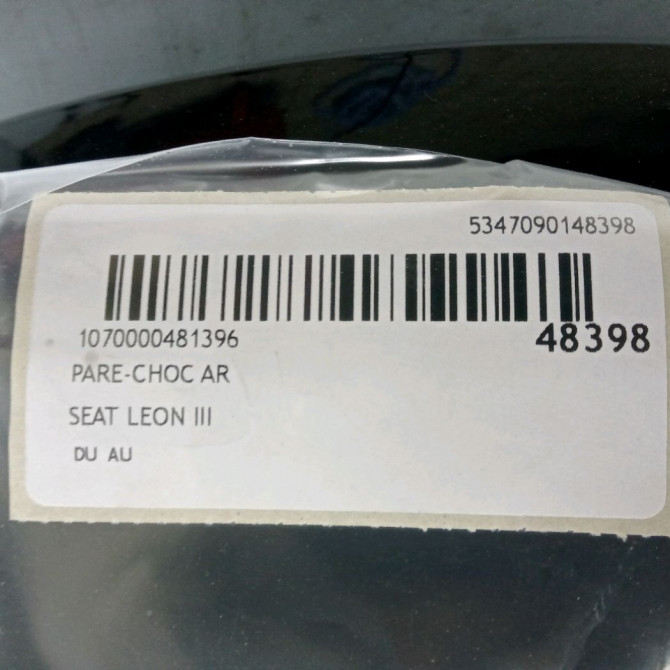 5347090148398
1070000481396
48398
PARE-CHOC AR
SEAT LEON III
DU AU